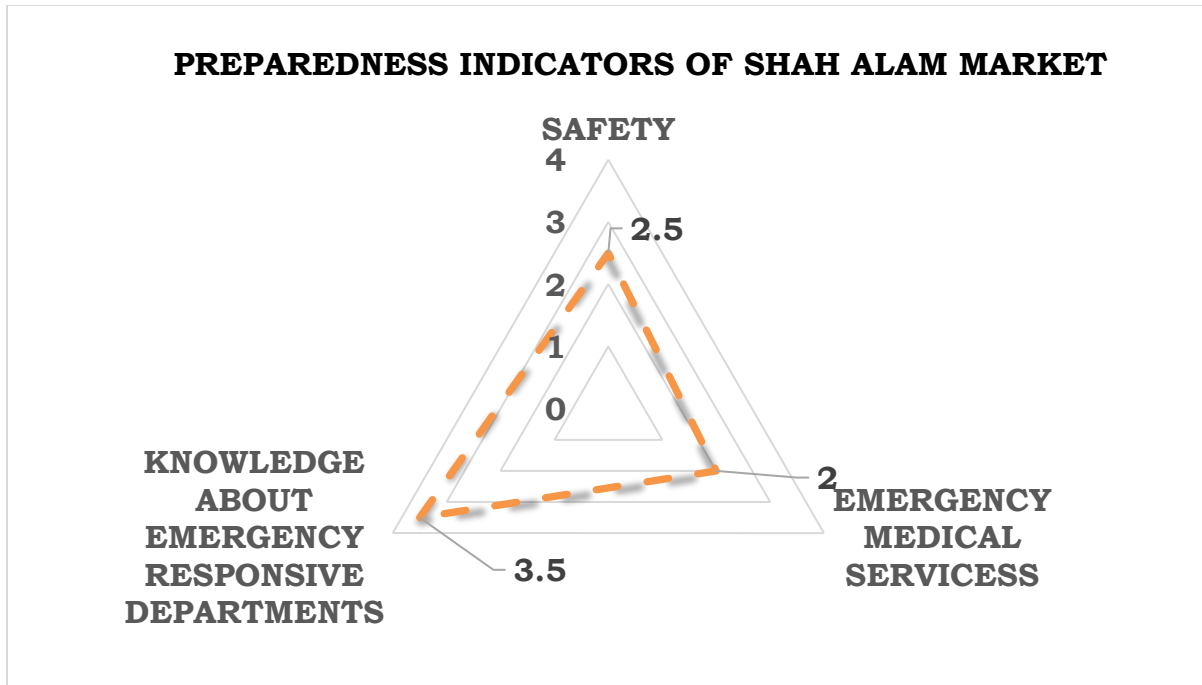 PREPAREDNESS INDICATORS OF SHAH ALAM MARKET
SAFETY
4
3
2.5
2
1
0
2
EMERGENCY
MEDICAL
SERVICESS
KNOWLEDGE
ABOUT
EMERGENCY
RESPONSIVE
DEPARTMENTS
3.5